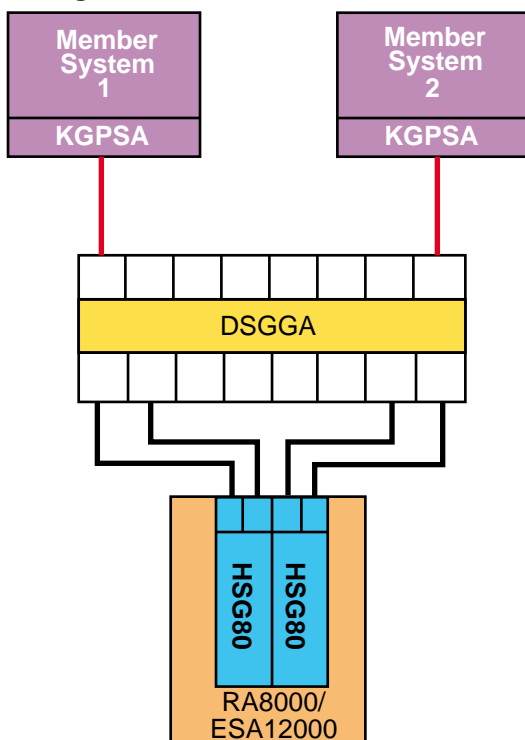 Member
System
1
KGPSA
Member
System
2
KGPSA
DSGGA
HSG80
HSG80
RA8000/
ESA12000